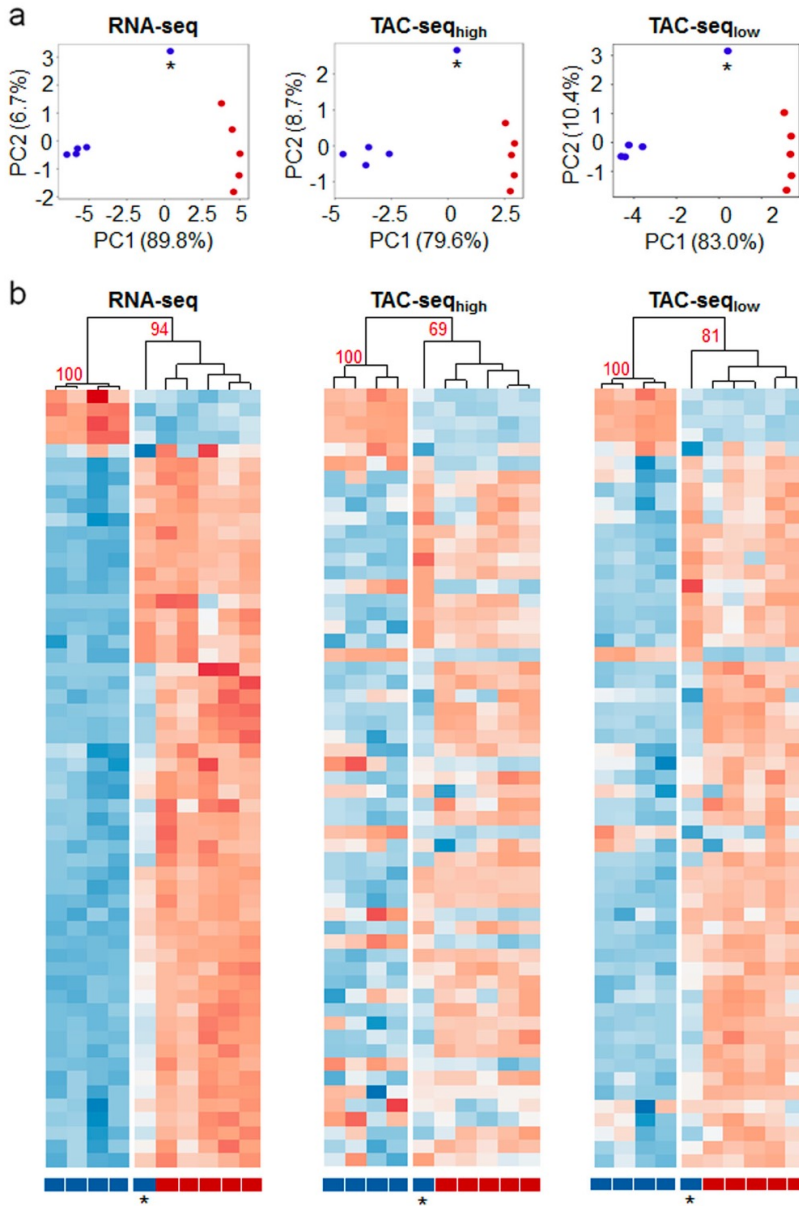 a
RNA-seq TAC-seqhigh TAC-seqlow
PC2 (6.7%)
3
2
1
0
-1
-2
*
-5 -2.5 0 2.5 5
PC1 (89.8%)
PC2 (8.7%)
2
1
0
-1
*
-5 -2.5 0 2.5
PC1 (79.6%)
PC2 (10.4%)
3
2
1
0
-1
*
-4 -2 0 2
PC1 (83.0%)
b
RNA-seq TAC-seqhigh TAC-seqlow
94 69 81
100 100 100
* * *